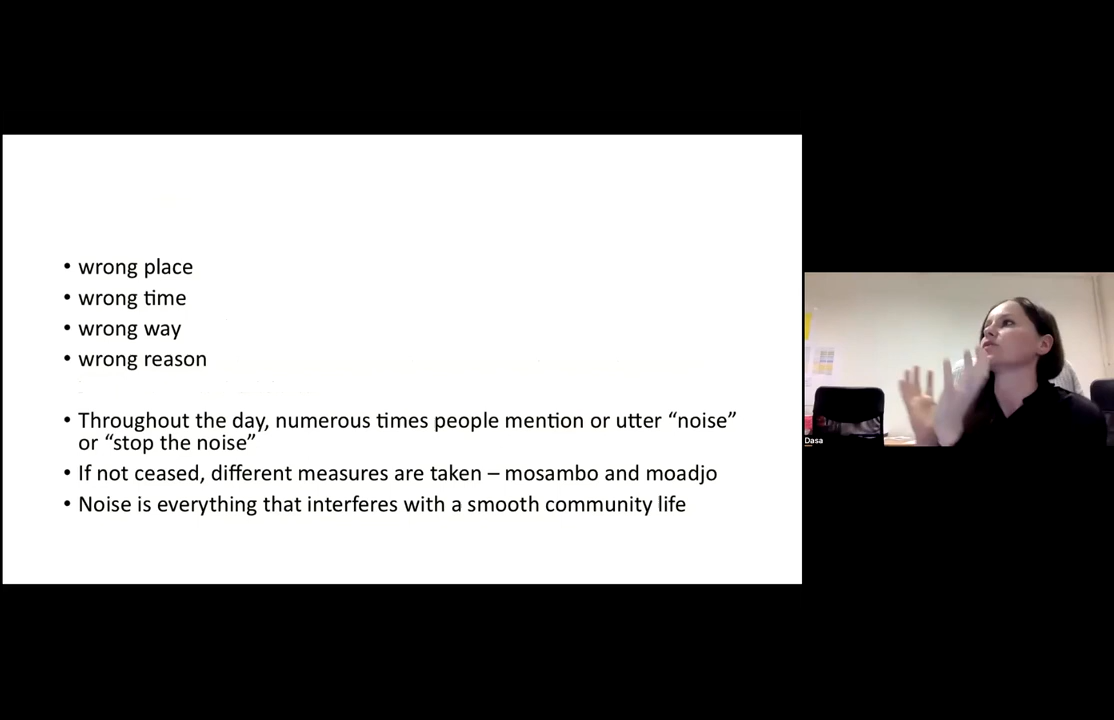 • wrong place
• wrong time
• wrong way
• wrong reason
• Throughout the day, numerous times people mention or utter “noise”
or “stop the noise”
• If not ceased, different measures are taken – mosambo and moadjo
• Noise is everything that interferes with a smooth community life
Dasa